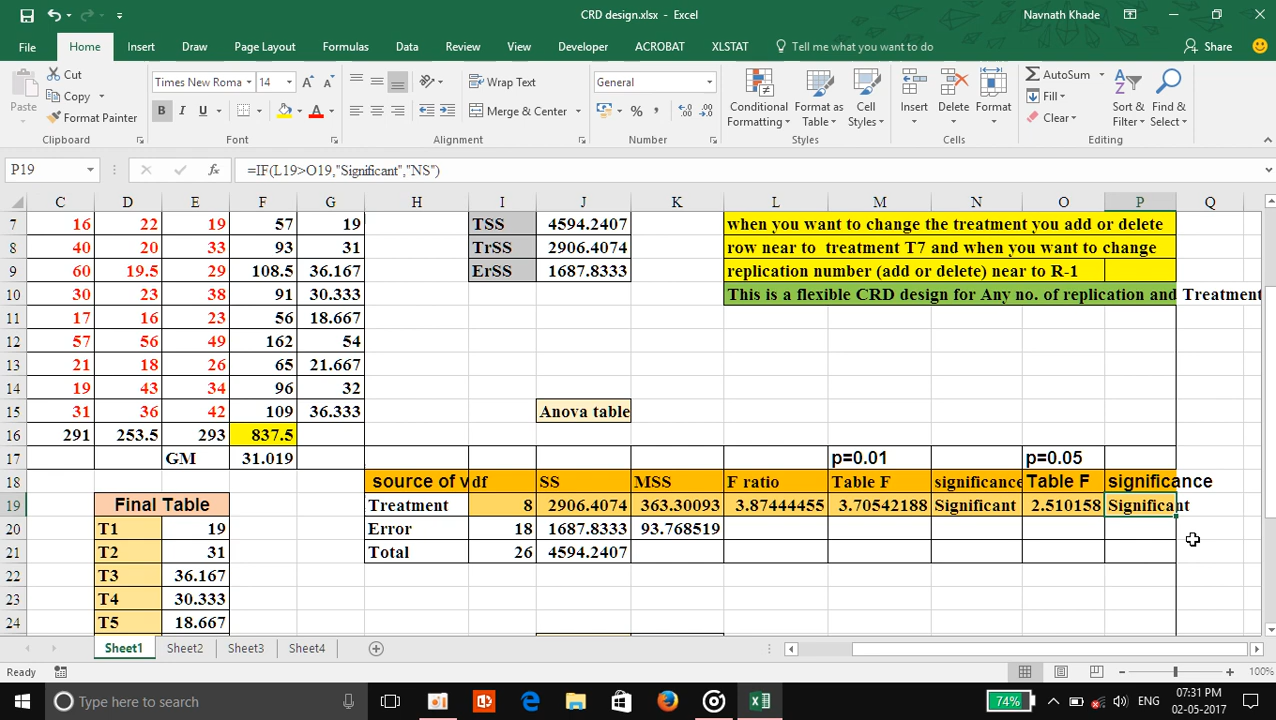 CRD design.xlsx - Excel
Navnath Khade
File Home Insert Draw Page Layout Formulas Data Review View Developer ACROBAT XLSTAT Tell me what you want to do Share
Paste
Cut
Copy
Format Painter
Times New Roma 14
B I U A
Wrap Text
Merge & Center
General
% ,
Conditional Formatting
Format as Table
Cell Styles
Insert
Delete
Format
AutoSum
Fill
Clear
Sort & Filter
Find & Select
Clipboard Font Alignment Number Styles Cells Editing
P19 fx =IF(L19>O19,"Significant","NS")
C D E F G H I J K L M N O P Q
7 16 22 19 57 19 TSS 4594.2407 when you want to change the treatment you add or delete
8 40 20 33 93 31 TrSS 2906.4074 row near to treatment T7 and when you want to change
9 60 19.5 29 108.5 36.167 ErSS 1687.8333 replication number (add or delete) near to R-1
10 30 23 38 91 30.333 This is a flexible CRD design for Any no. of replication and Treatment
11 17 16 23 56 18.667
12 57 56 49 162 54
13 21 18 26 65 21.667
14 19 43 34 96 32
15 31 36 42 109 36.333 Anova table
16 291 253.5 293 837.5
17 GM 31.019 p=0.01 p=0.05
18 source of v df SS MSS F ratio Table F significance Table F significance
19 Final Table Treatment 8 2906.4074 363.30093 3.87444455 3.70542188 Significant 2.510158 Significant
20 T1 19 Error 18 1687.8333 93.768519
21 T2 31 Total 26 4594.2407
22 T3 36.167
23 T4 30.333
24 T5 18.667
Sheet1 Sheet2 Sheet3 Sheet4
Ready 100%
Type here to search
74%
ENG
07:31 PM
02-05-2017